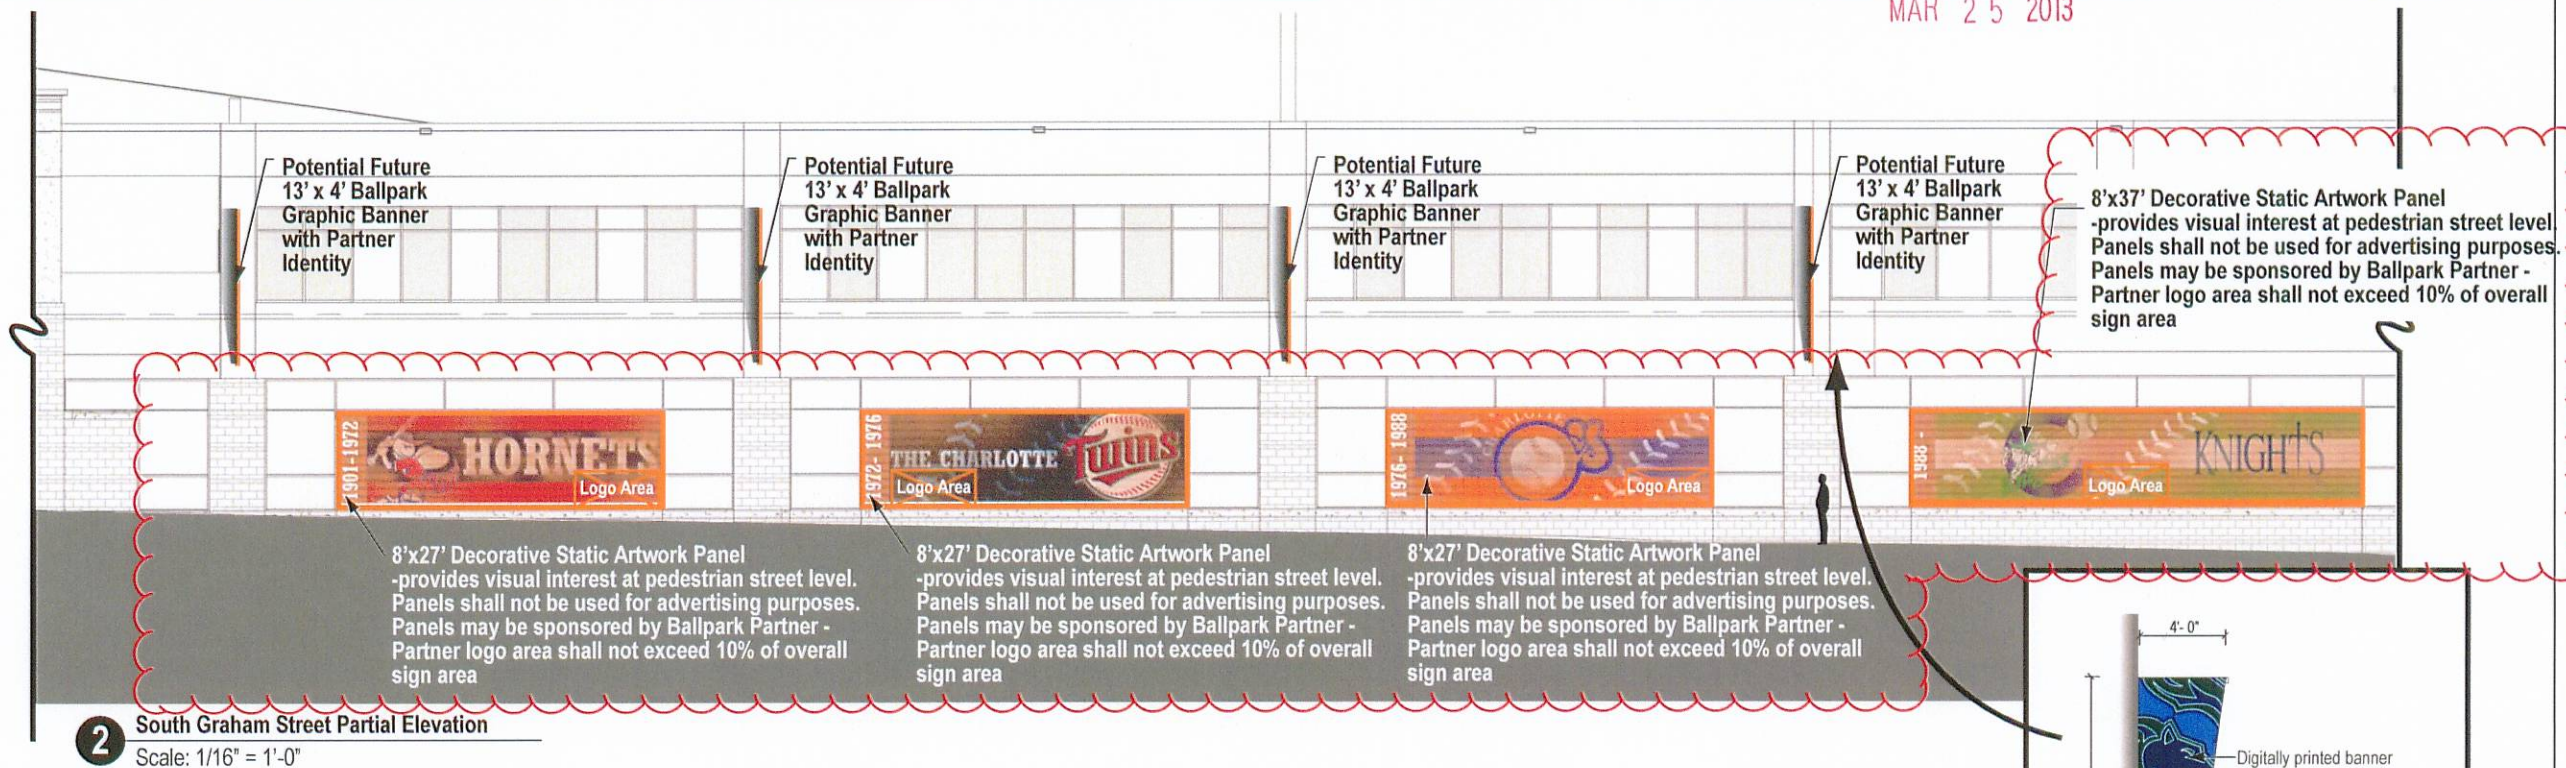 MAR 25 2013
Potential Future
13' x 4' Ballpark
Graphic Banner
with Partner
Identity
Potential Future
13' x 4' Ballpark
Graphic Banner
with Partner
Identity
Potential Future
13' x 4' Ballpark
Graphic Banner
with Partner
Identity
Potential Future
13' x 4' Ballpark
Graphic Banner
with Partner
Identity
8'x37' Decorative Static Artwork Panel
-provides visual interest at pedestrian street level.
Panels shall not be used for advertising purposes.
Panels may be sponsored by Ballpark Partner -
Partner logo area shall not exceed 10% of overall
sign area
1901-1972
HORNETS
Logo Area
1972- 1976
THE CHARLOTTE
Twins
Logo Area
1976- 1988
CHARLOTTE
Logo Area
1988 -
KNIGHTS
Logo Area
8'x27' Decorative Static Artwork Panel
-provides visual interest at pedestrian street level.
Panels shall not be used for advertising purposes.
Panels may be sponsored by Ballpark Partner -
Partner logo area shall not exceed 10% of overall
sign area
8'x27' Decorative Static Artwork Panel
-provides visual interest at pedestrian street level.
Panels shall not be used for advertising purposes.
Panels may be sponsored by Ballpark Partner -
Partner logo area shall not exceed 10% of overall
sign area
8'x27' Decorative Static Artwork Panel
-provides visual interest at pedestrian street level.
Panels shall not be used for advertising purposes.
Panels may be sponsored by Ballpark Partner -
Partner logo area shall not exceed 10% of overall
sign area
4'- 0"
Digitally printed banner
2
South Graham Street Partial Elevation
Scale: 1/16" = 1'-0"